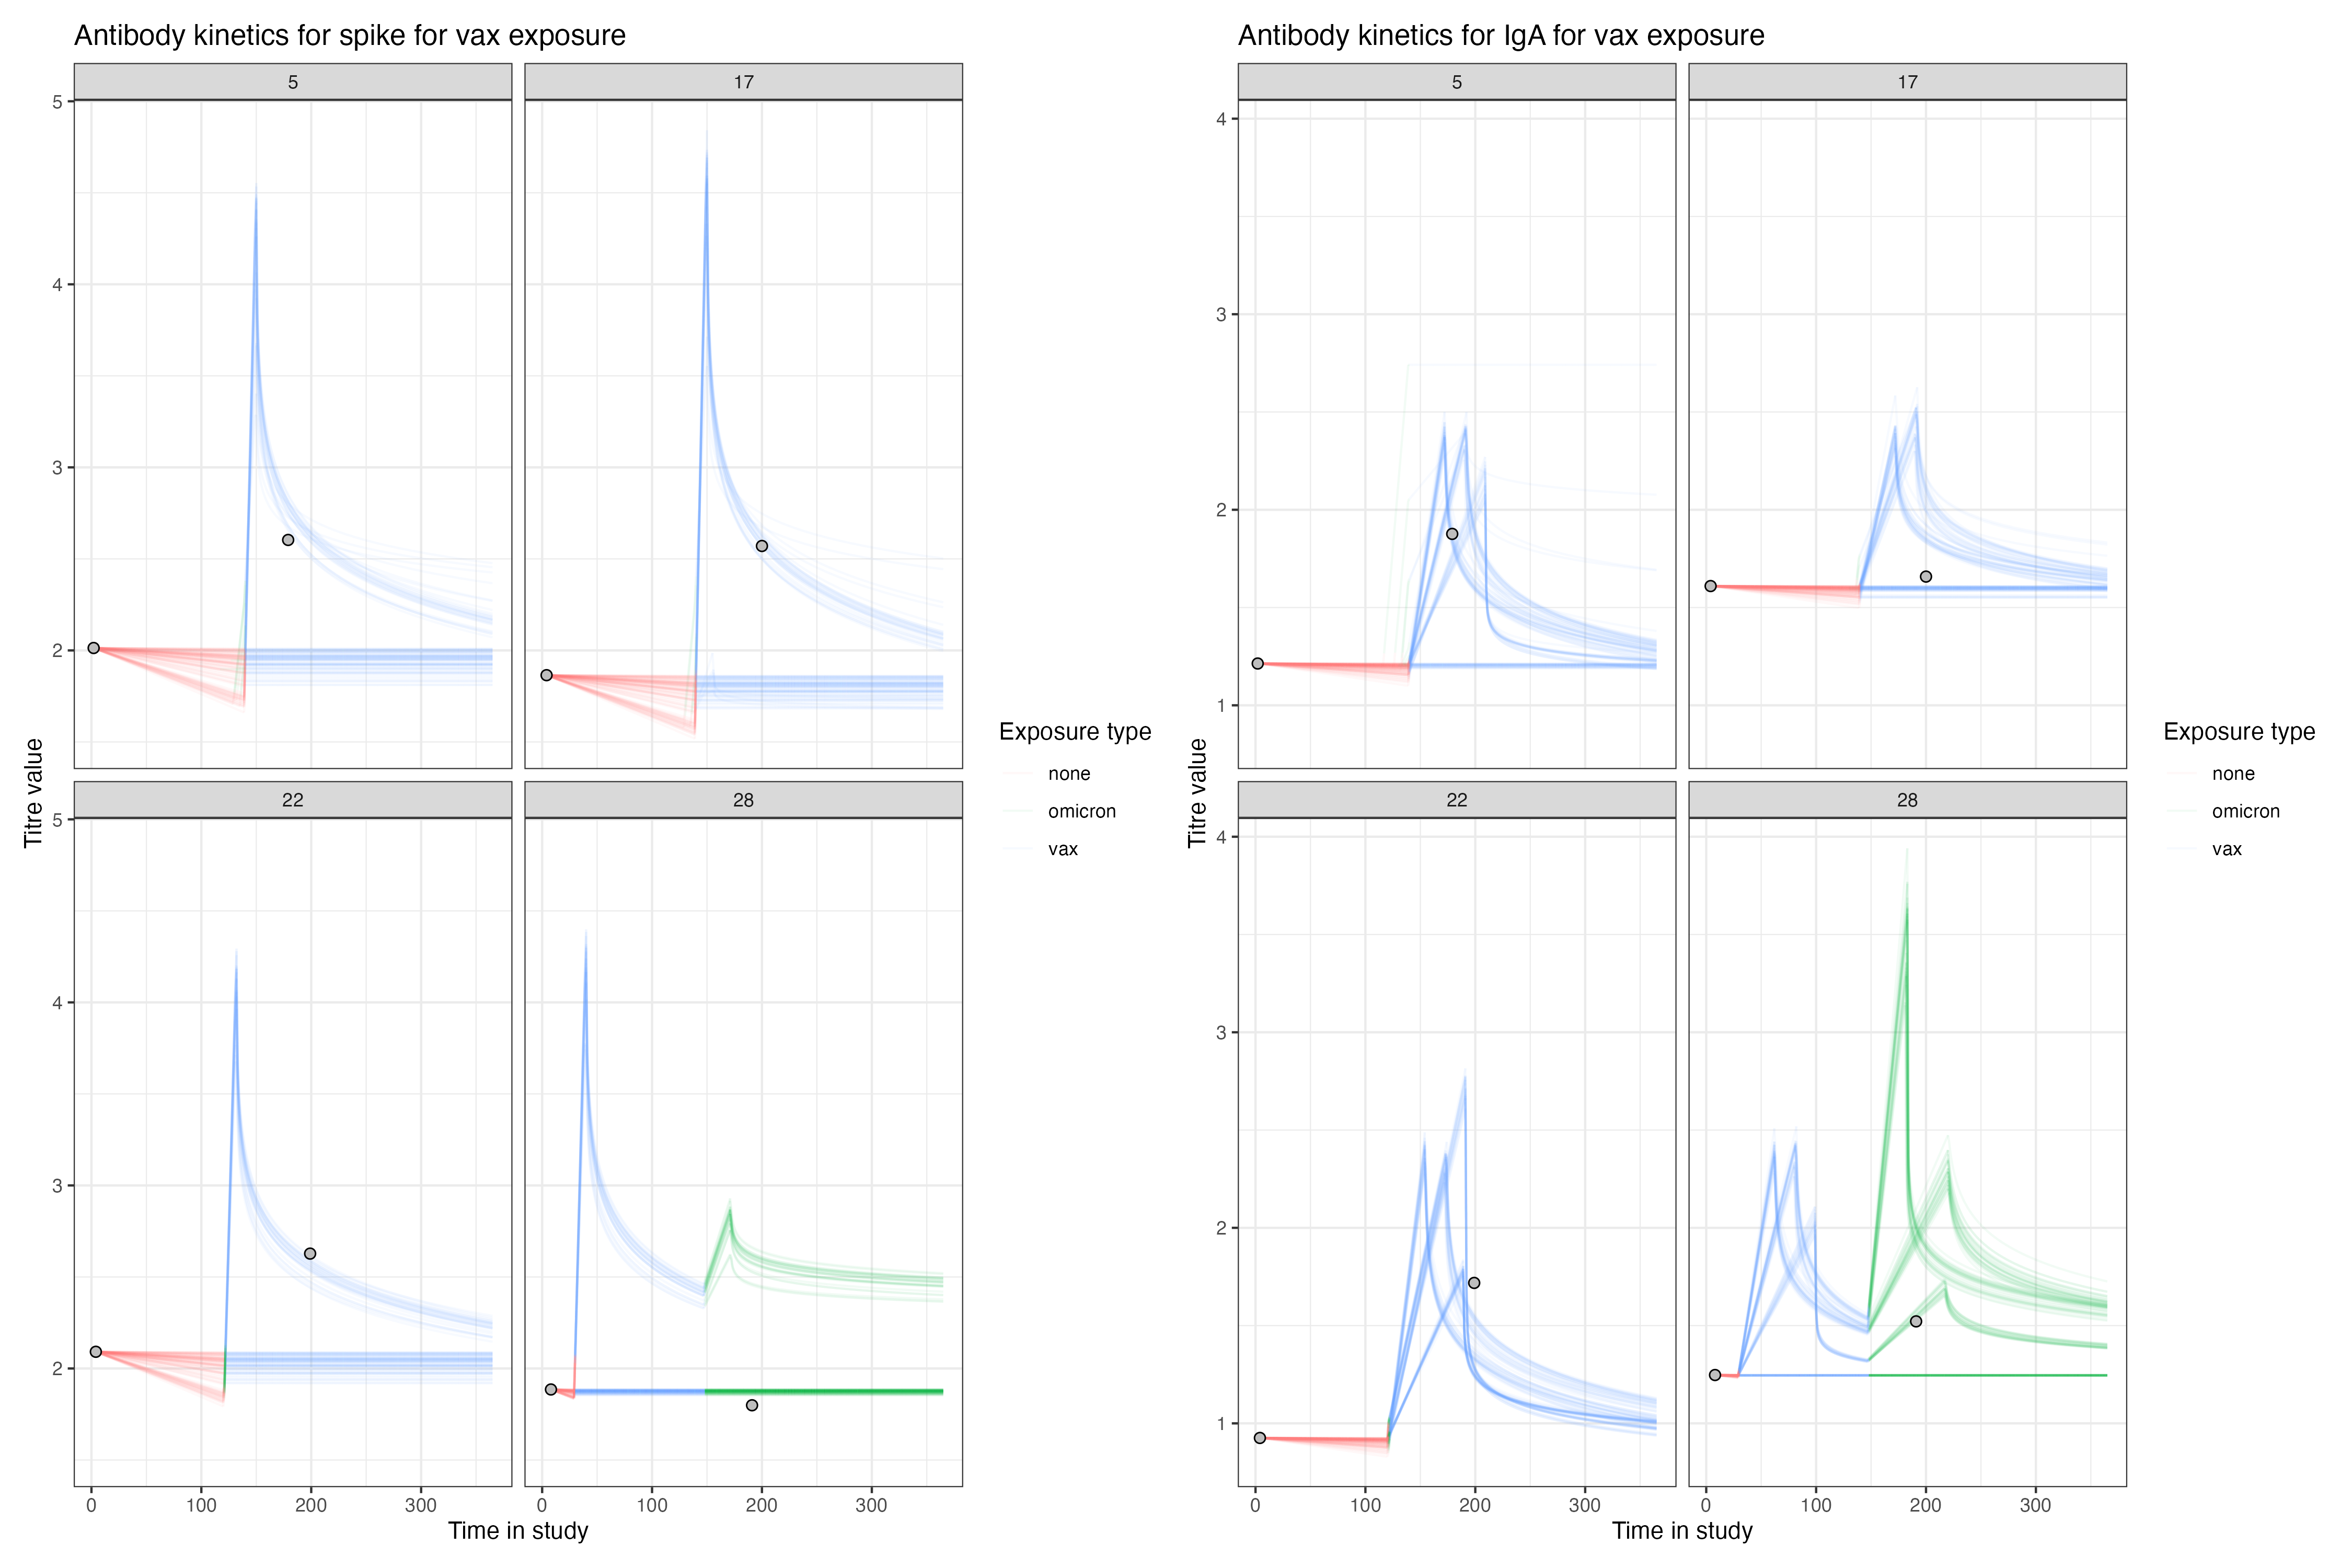 Antibody kinetics for spike for vax exposure
5
17
5
4
3
2
22
28
5
4
3
2
0
100
200
300
0
100
200
300
Titre value
Time in study
Exposure type
none
omicron
vax
Antibody kinetics for IgA for vax exposure
5
17
4
3
2
1
22
28
4
3
2
1
0
100
200
300
0
100
200
300
Titre value
Time in study
Exposure type
none
omicron
vax